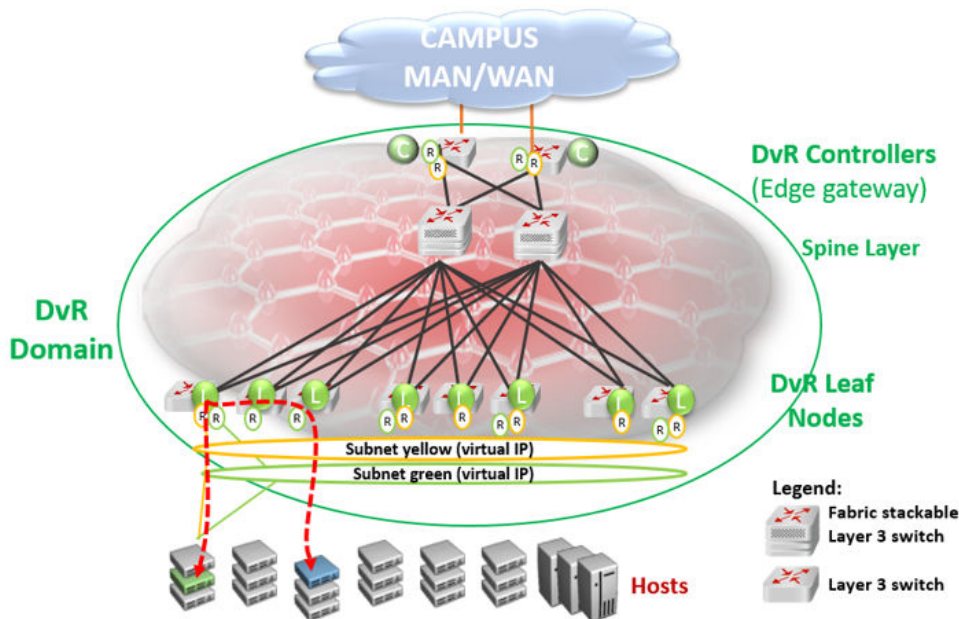 CAMPUS
MAN/WAN
C
R
R
R
R
C
DvR Controllers
(Edge gateway)
Spine Layer
DvR
Domain
L
L
L
L
L
L
L
L
R
R
R
R
R
R
R
R
R
R
R
R
DvR Leaf
Nodes
Subnet yellow (virtual IP)
Subnet green (virtual IP)
Legend:
Fabric stackable
Layer 3 switch
Layer 3 switch
Hosts